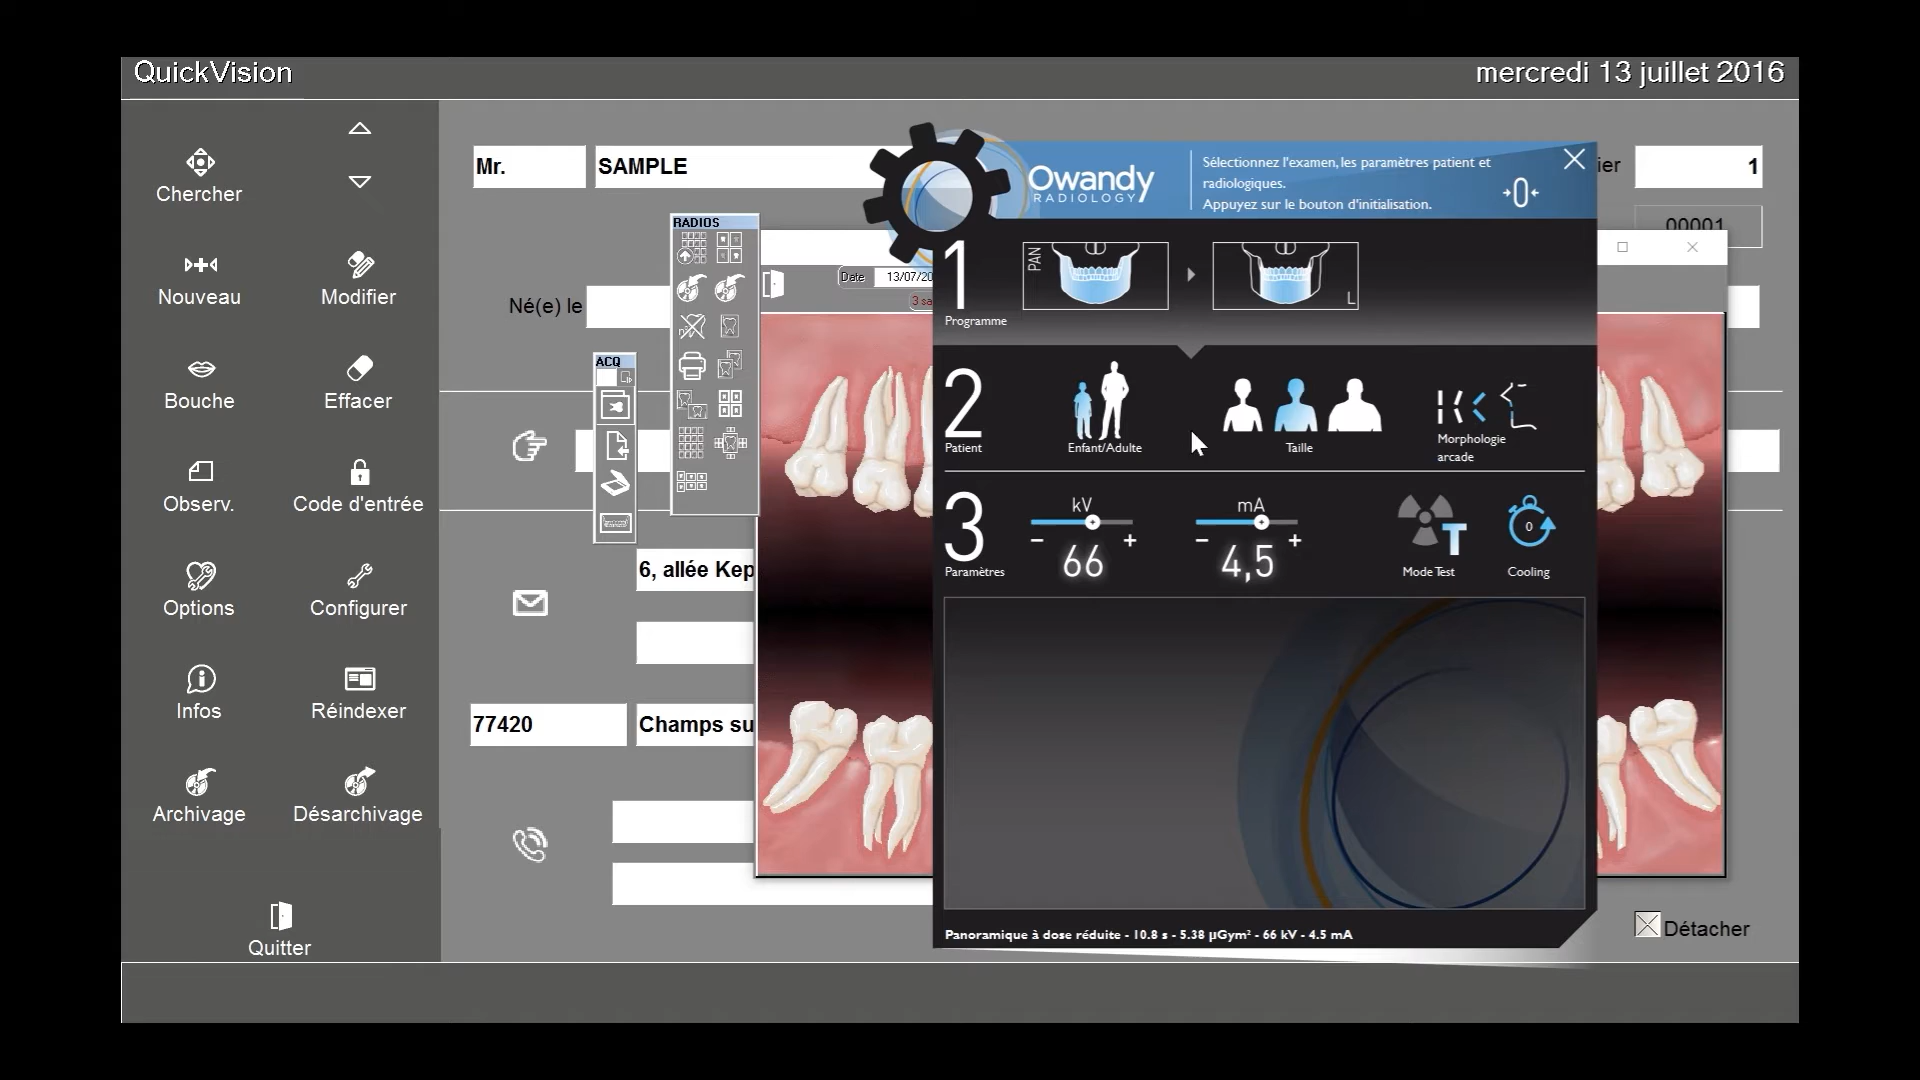 QuickVision
mercredi 13 juillet 2016
Chercher
Nouveau
Modifier
Bouche
Effacer
Observ.
Code d'entrée
Options
Configurer
Infos
Réindexer
Archivage
Désarchivage
Quitter
Mr.
SAMPLE
ier
1
00001
Né(e) le
RADIOS
Date
13/07/20
3 sa
ACQ
6, allée Kep
77420
Champs su
Détacher
Owandy
RADIOLOGY
Sélectionnez l'examen, les paramètres patient et
radiologiques.
Appuyez sur le bouton d'initialisation.
0
1
Programme
PAN
L
2
Patient
Enfant/Adulte
Taille
Morphologie
arcade
3
Paramètres
kV
- +
66
mA
- +
4,5
T
Mode Test
0
Cooling
Panoramique à dose réduite - 10.8 s - 5.38 µGym² - 66 kV - 4.5 mA